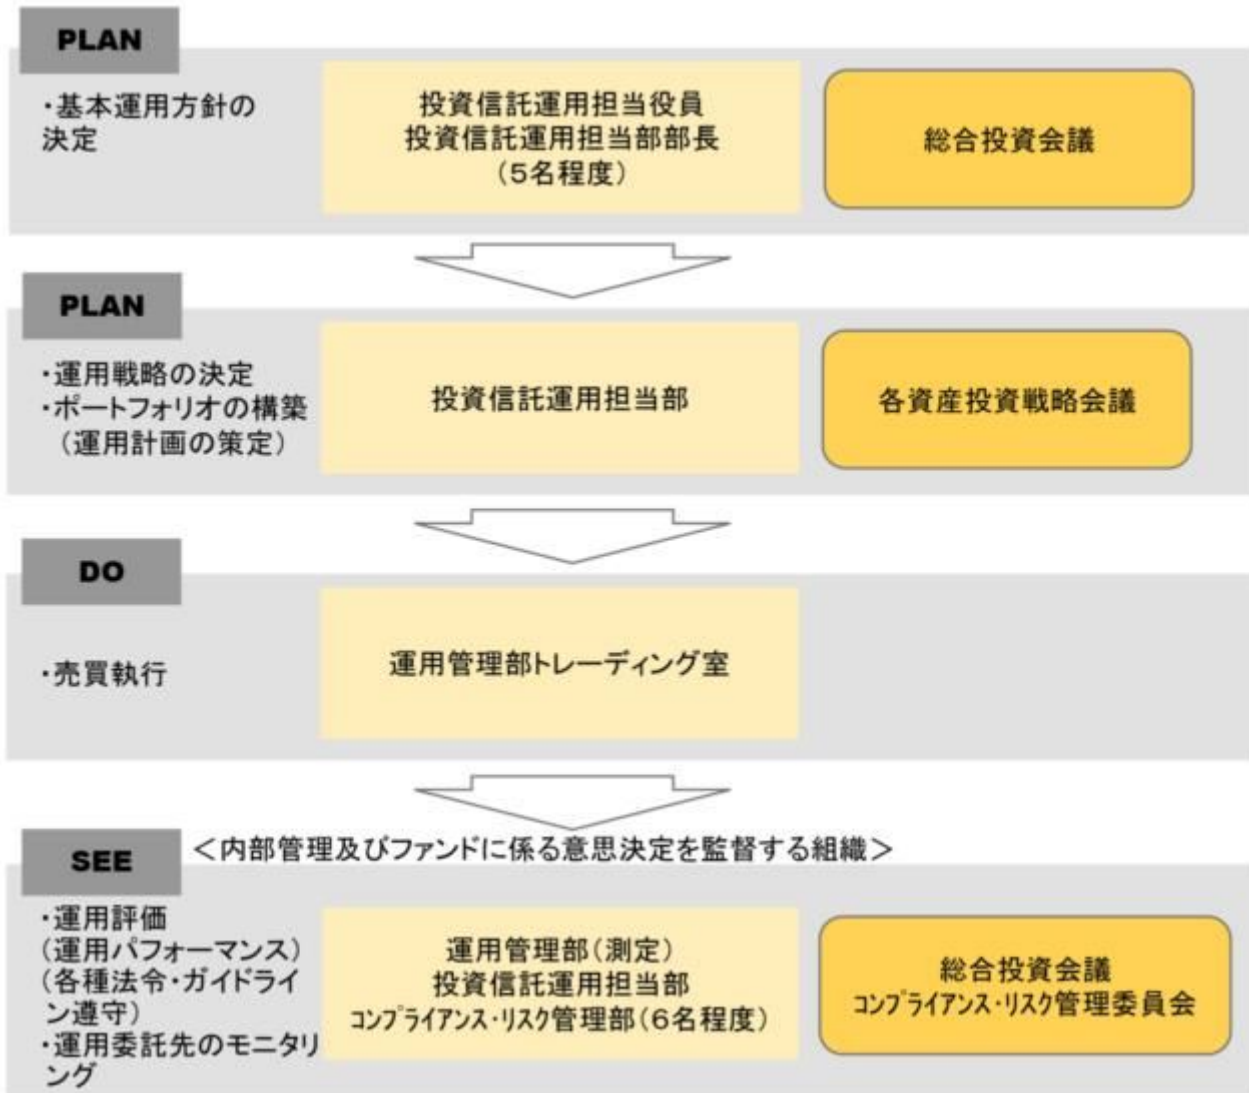 PLAN
・基本運用方針の
決定
投資信託運用担当役員
投資信託運用担当部部長
（5名程度）
総合投資会議
PLAN
・運用戦略の決定
・ポートフォリオの構築
（運用計画の策定）
投資信託運用担当部
各資産投資戦略会議
DO
・売買執行
運用管理部トレーディング室
SEE
＜内部管理及びファンドに係る意思決定を監督する組織＞
・運用評価
(運用パフォーマンス)
(各種法令・ガイドライ
ン遵守)
・運用委託先のモニタリ
ング
運用管理部(測定)
投資信託運用担当部
ｺﾝﾌﾟﾗｲｱﾝｽ・ﾘｽｸ管理部(６名程度)
総合投資会議
ｺﾝﾌﾟﾗｲｱﾝｽ・ﾘｽｸ管理委員会